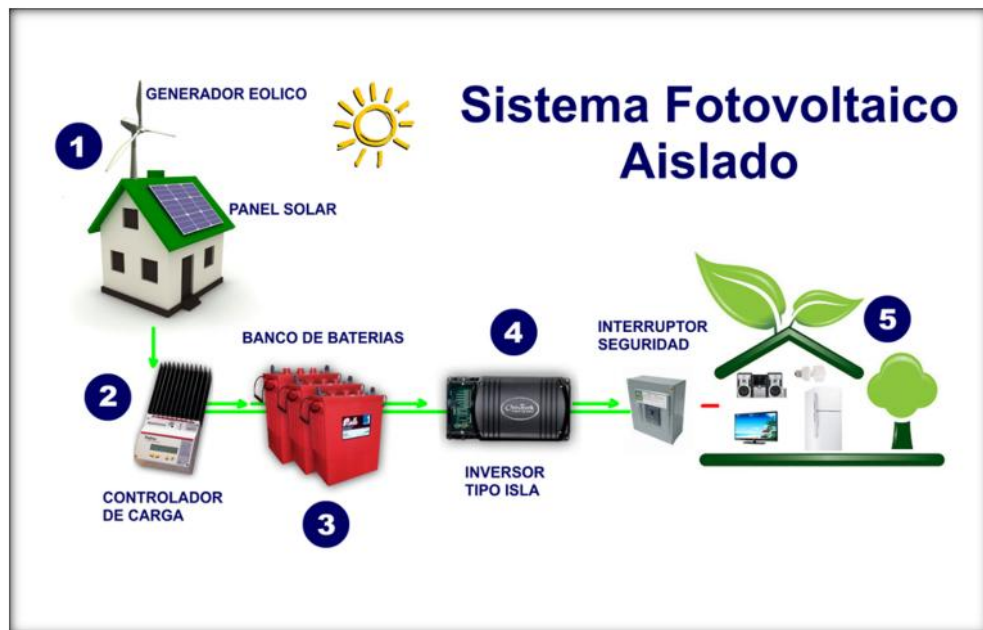 Sistema Fotovoltaico
Aislado
GENERADOR EOLICO
1
PANEL SOLAR
2
CONTROLADOR
DE CARGA
BANCO DE BATERIAS
3
4
INVERSOR
TIPO ISLA
INTERRUPTOR
SEGURIDAD
5